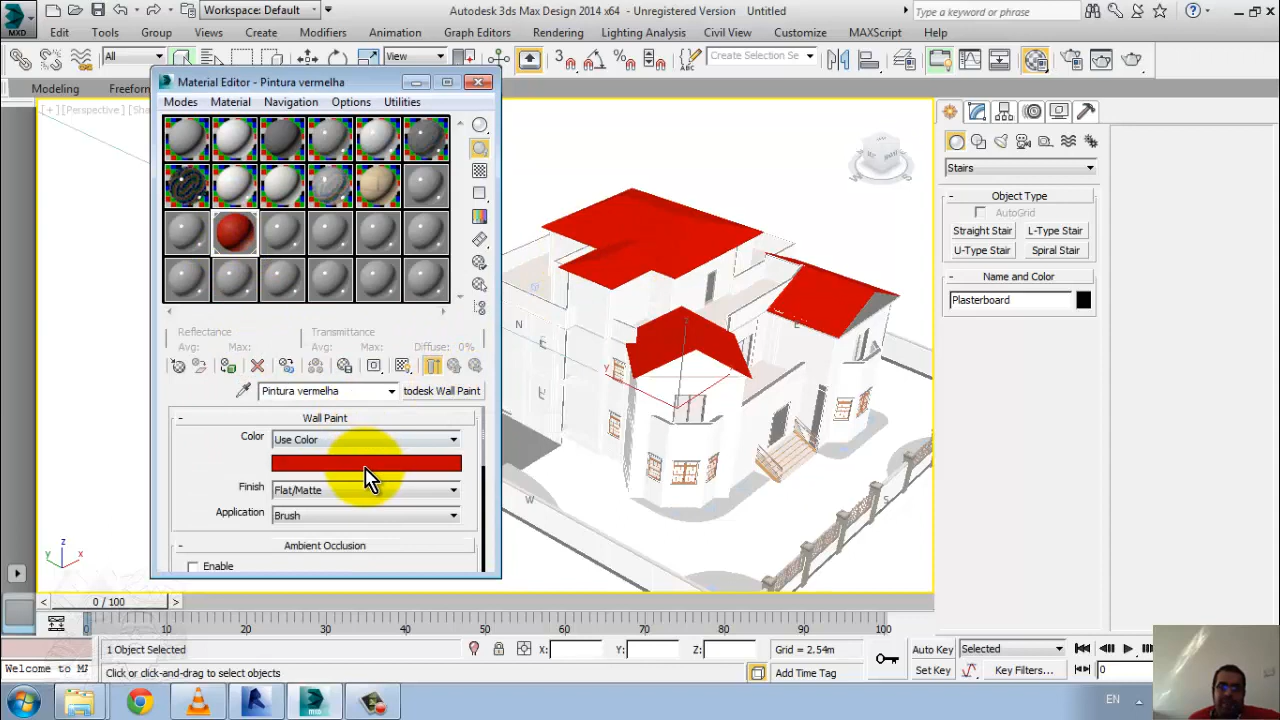 Workspace: Default
Autodesk 3ds Max Design 2014 x64 - Unregistered Version Untitled
Type a keyword or phrase
MXD
Edit Tools Group Views Create Modifiers Animation Graph Editors Rendering Lighting Analysis Civil View Customize MAXScript Help
All
View
Create Selection Se
Modeling
Freeform
[+] [Perspective]
Material Editor - Pintura vermelha
Modes Material Navigation Options Utilities
Reflectance Transmittance
Avg: Max: Avg: Max: Diffuse: 0%
Pintura vermelha
todesk Wall Paint
Wall Paint
Color Use Color
Finish Flat/Matte
Application Brush
Ambient Occlusion
Enable
N
E
W
S
z
y
x
Stairs
Object Type
AutoGrid
Straight Stair L-Type Stair
U-Type Stair Spiral Stair
Name and Color
Plasterboard
0 / 100
0 10 20 30 40 50 60 70 80 90 100
1 Object Selected
X: Y: Z: Grid = 2.54m
Auto Key Selected
Welcome to
Click or click-and-drag to select objects
Add Time Tag
Set Key Key Filters...
0
EN